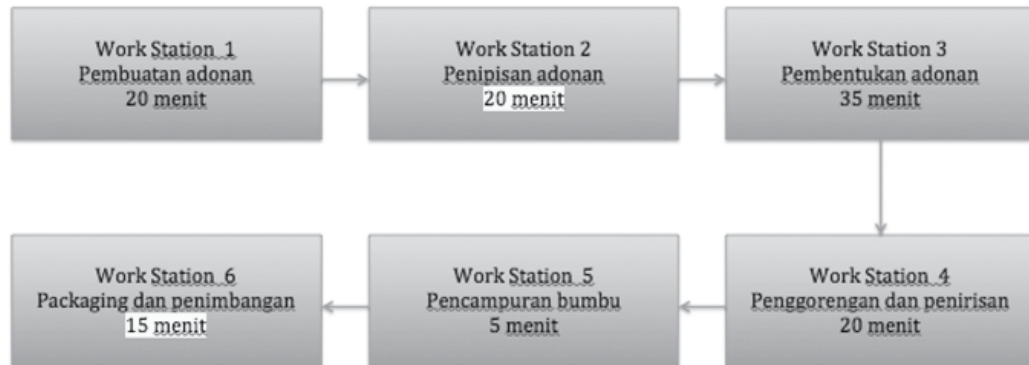 Work Station 1
Pembuatan adonan
20 menit
Work Station 2
Penipisan adonan
20 menit
Work Station 3
Pembentukan adonan
35 menit
Work Station 4
Penggorengan dan penirisan
20 menit
Work Station 5
Pencampuran bumbu
5 menit
Work Station 6
Packaging dan penimbangan
15 menit